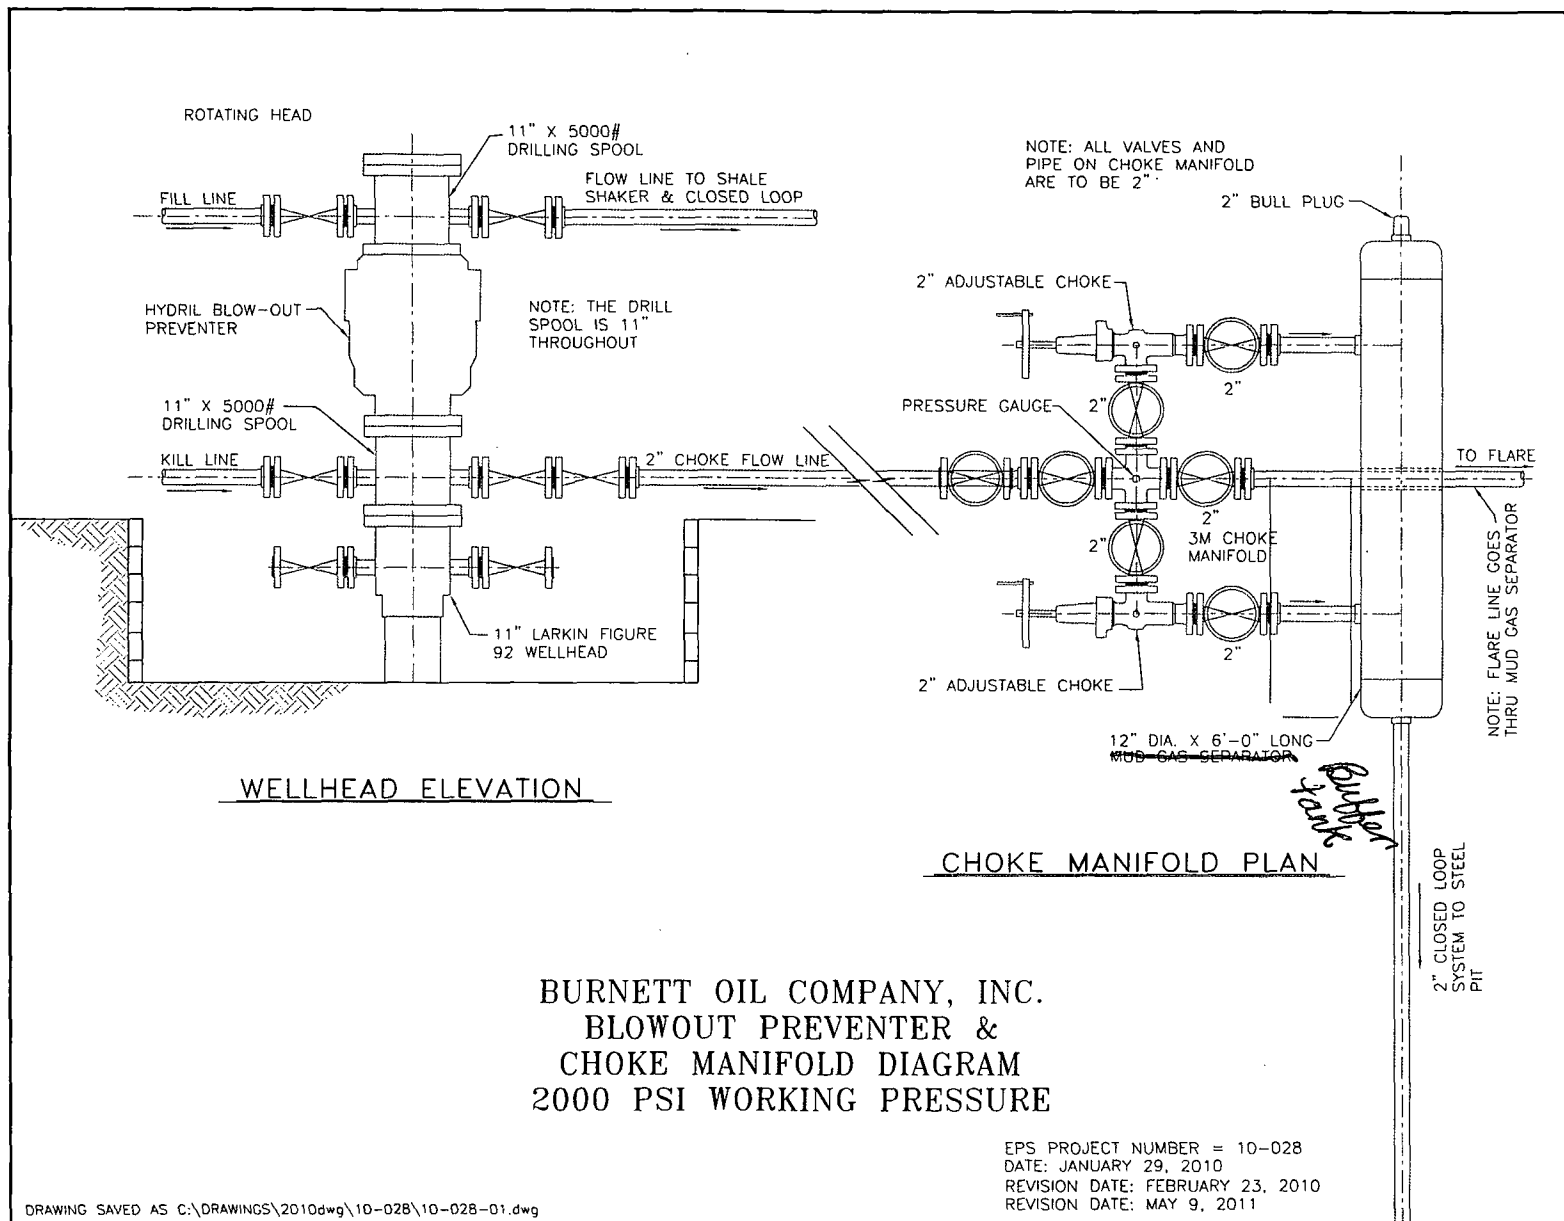 ROTATING HEAD
11" X 5000#
DRILLING SPOOL
FILL LINE
FLOW LINE TO SHALE
SHAKER & CLOSED LOOP
HYDRIL BLOW-OUT
PREVENTER
NOTE: THE DRILL
SPOOL IS 11"
THROUGHOUT
11" X 5000#
DRILLING SPOOL
KILL LINE
2" CHOKE FLOW LINE
11" LARKIN FIGURE
92 WELLHEAD
WELLHEAD ELEVATION
NOTE: ALL VALVES AND
PIPE ON CHOKE MANIFOLD
ARE TO BE 2"
2" BULL PLUG
2" ADJUSTABLE CHOKE
2"
2"
PRESSURE GAUGE
TO FLARE
2"
2"
3M CHOKE
MANIFOLD
2"
2" ADJUSTABLE CHOKE
NOTE: FLARE LINE GOES
THRU MUD GAS SEPARATOR
12" DIA. X 6'-0" LONG
MUD GAS SEPARATOR
Buffer
tank
CHOKE MANIFOLD PLAN
2" CLOSED LOOP
SYSTEM TO STEEL
PIT
BURNETT OIL COMPANY, INC.
BLOWOUT PREVENTER &
CHOKE MANIFOLD DIAGRAM
2000 PSI WORKING PRESSURE
EPS PROJECT NUMBER = 10-028
DATE: JANUARY 29, 2010
REVISION DATE: FEBRUARY 23, 2010
REVISION DATE: MAY 9, 2011
DRAWING SAVED AS C:\DRAWINGS\2010dwg\10-028\10-028-01.dwg